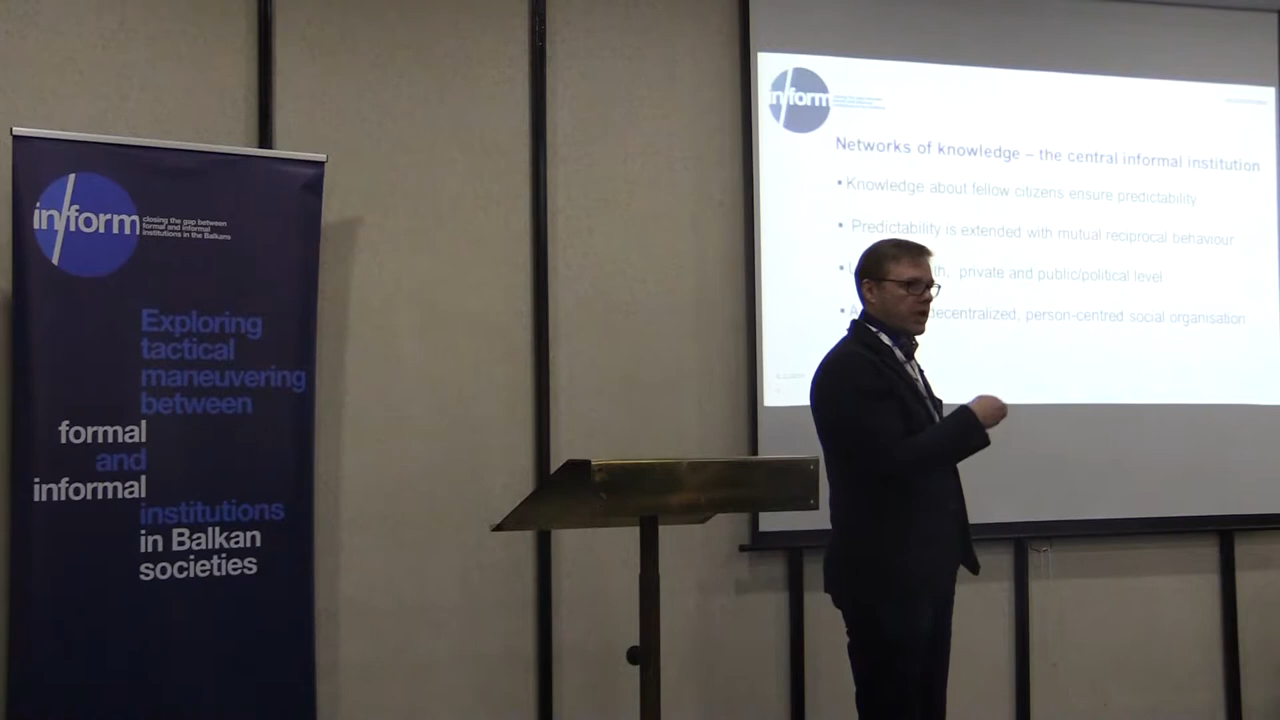 in/form
closing the gap between
formal and informal
institutions in the Balkans
Exploring
tactical
maneuvering
between
formal
and
informal
institutions
in Balkan
societies
in/form
Networks of knowledge – the central informal institution
▪ Knowledge about fellow citizens ensure predictability
▪ Predictability is extended with mutual reciprocal behaviour
▪ private and public/political level
▪ decentralized, person-centred social organisation